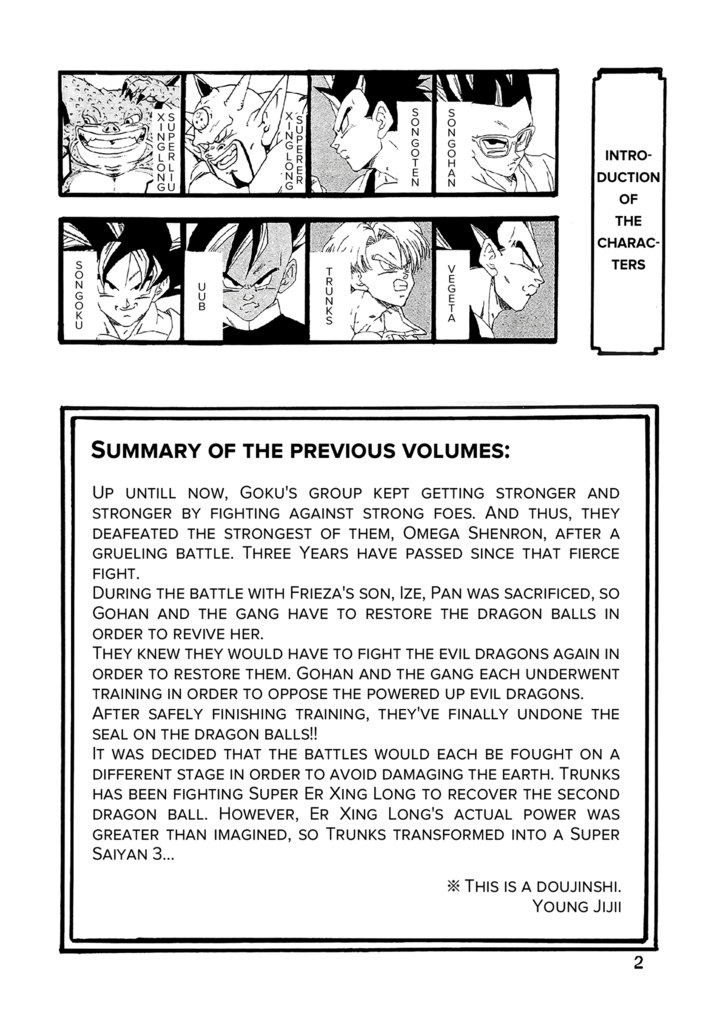 INTRO-
DUCTION
OF
THE
CHARAC-
TERS
SUPER LIU
XING LONG
SUPER ER
XING LONG
SON GOTEN
SON GOHAN
SON GOKU
UUB
TRUNKS
VEGETA
SUMMARY OF THE PREVIOUS VOLUMES:
UP UNTILL NOW, GOKU'S GROUP KEPT GETTING STRONGER AND
STRONGER BY FIGHTING AGAINST STRONG FOES. AND THUS, THEY
DEAFEATED THE STRONGEST OF THEM, OMEGA SHENRON, AFTER A
GRUELING BATTLE. THREE YEARS HAVE PASSED SINCE THAT FIERCE
FIGHT.
DURING THE BATTLE WITH FRIEZA'S SON, IZE, PAN WAS SACRIFICED, SO
GOHAN AND THE GANG HAVE TO RESTORE THE DRAGON BALLS IN
ORDER TO REVIVE HER.
THEY KNEW THEY WOULD HAVE TO FIGHT THE EVIL DRAGONS AGAIN IN
ORDER TO RESTORE THEM. GOHAN AND THE GANG EACH UNDERWENT
TRAINING IN ORDER TO OPPOSE THE POWERED UP EVIL DRAGONS.
AFTER SAFELY FINISHING TRAINING, THEY'VE FINALLY UNDONE THE
SEAL ON THE DRAGON BALLS!!
IT WAS DECIDED THAT THE BATTLES WOULD EACH BE FOUGHT ON A
DIFFERENT STAGE IN ORDER TO AVOID DAMAGING THE EARTH. TRUNKS
HAS BEEN FIGHTING SUPER ER XING LONG TO RECOVER THE SECOND
DRAGON BALL. HOWEVER, ER XING LONG'S ACTUAL POWER WAS
GREATER THAN IMAGINED, SO TRUNKS TRANSFORMED INTO A SUPER
SAIYAN 3...
※ THIS IS A DOUJINSHI.
YOUNG JIJII
2